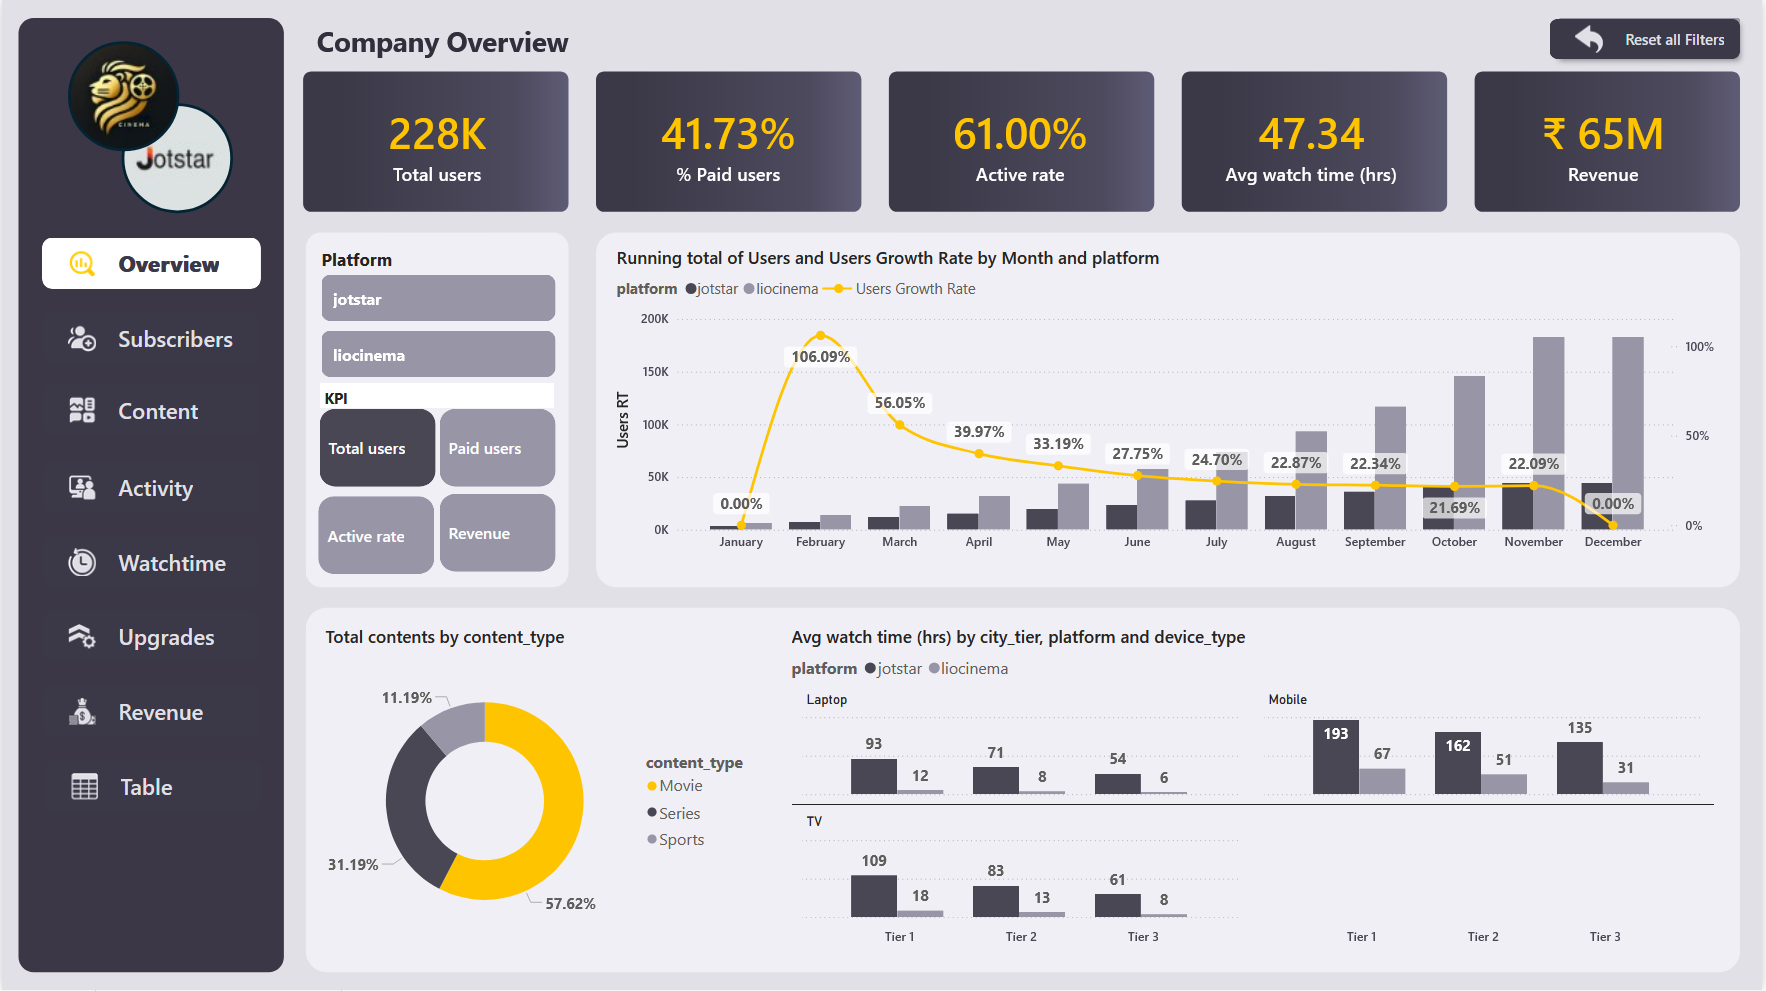 CINEMA
Jotstar
Overview
Subscribers
Content
Activity
Watchtime
Upgrades
Revenue
Table
Company Overview
Reset all Filters
228K
Total users
41.73%
% Paid users
61.00%
Active rate
47.34
Avg watch time (hrs)
₹ 65M
Revenue
Platform
jotstar
liocinema
KPI
Total users
Paid users
Active rate
Revenue
Running total of Users and Users Growth Rate by Month and platform
platform jotstar liocinema Users Growth Rate
Users RT
200K
150K
100K
50K
0K
100%
50%
0%
0.00%
106.09%
56.05%
39.97%
33.19%
27.75%
24.70%
22.87%
22.34%
21.69%
22.09%
0.00%
January February March April May June July August September October November December
Total contents by content_type
11.19%
31.19%
57.62%
content_type
Movie
Series
Sports
Avg watch time (hrs) by city_tier, platform and device_type
platform jotstar liocinema
Laptop
93 12 71 8 54 6
Mobile
193 67 162 51 135 31
TV
109 18 83 13 61 8
Tier 1 Tier 2 Tier 3
Tier 1 Tier 2 Tier 3